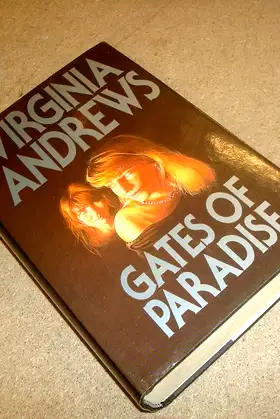 VIRGINIA
ANDREWS
GATES OF
PARADISE